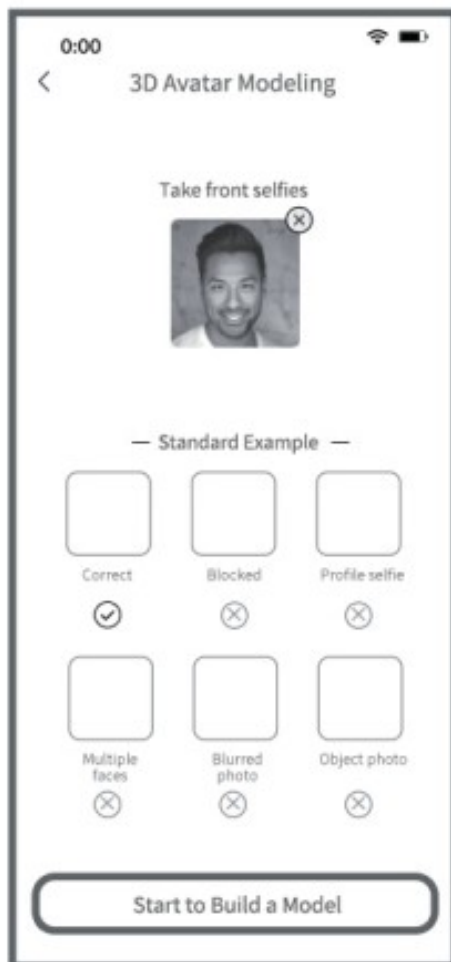 0:00
3D Avatar Modeling
Take front selfies
— Standard Example —
Correct
Blocked
Profile selfie
Multiple
faces
Blurred
photo
Object photo
Start to Build a Model